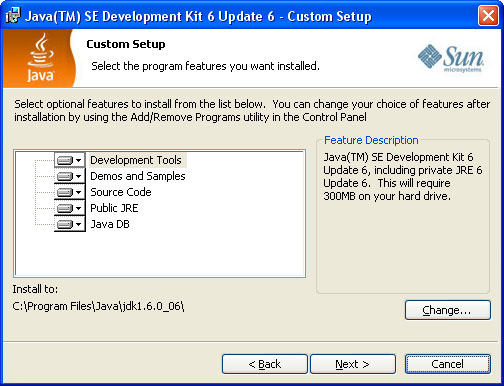 Java(TM) SE Development Kit 6 Update 6 - Custom Setup
Custom Setup
Select the program features you want installed.
Java
Sun
microsystems
Select optional features to install from the list below.  You can change your choice of features after
installation by using the Add/Remove Programs utility in the Control Panel
Development Tools
Demos and Samples
Source Code
Public JRE
Java DB
Feature Description
Java(TM) SE Development Kit 6
Update 6, including private JRE 6
Update 6.  This will require
300MB on your hard drive.
Install to:
C:\Program Files\Java\jdk1.6.0_06\
Change...
< Back
Next >
Cancel